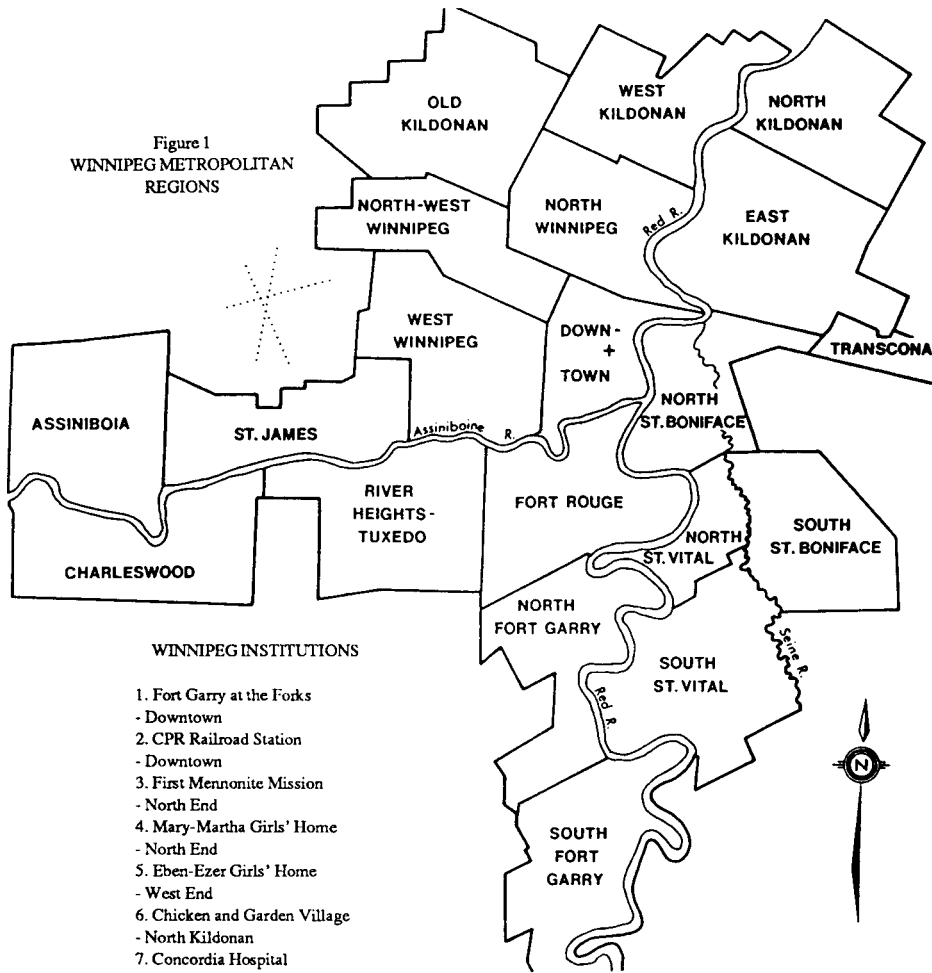 Figure 1
WINNIPEG METROPOLITAN
REGIONS
OLD
KILDONAN
WEST
KILDONAN
NORTH
KILDONAN
NORTH-WEST
WINNIPEG
NORTH
WINNIPEG
Red R.
EAST
KILDONAN
WEST
WINNIPEG
DOWN-
TOWN
TRANSCONA
ASSINIBOIA
ST. JAMES
Assiniboine R.
NORTH
ST. BONIFACE
RIVER
HEIGHTS-
TUXEDO
FORT ROUGE
NORTH
ST. VITAL
SOUTH
ST. BONIFACE
CHARLESWOOD
NORTH
FORT GARRY
SOUTH
ST. VITAL
Seine R.
Red R.
SOUTH
FORT
GARRY
N
WINNIPEG INSTITUTIONS
1. Fort Garry at the Forks
- Downtown
2. CPR Railroad Station
- Downtown
3. First Mennonite Mission
- North End
4. Mary-Martha Girls' Home
- North End
5. Eben-Ezer Girls' Home
- West End
6. Chicken and Garden Village
- North Kildonan
7. Concordia Hospital